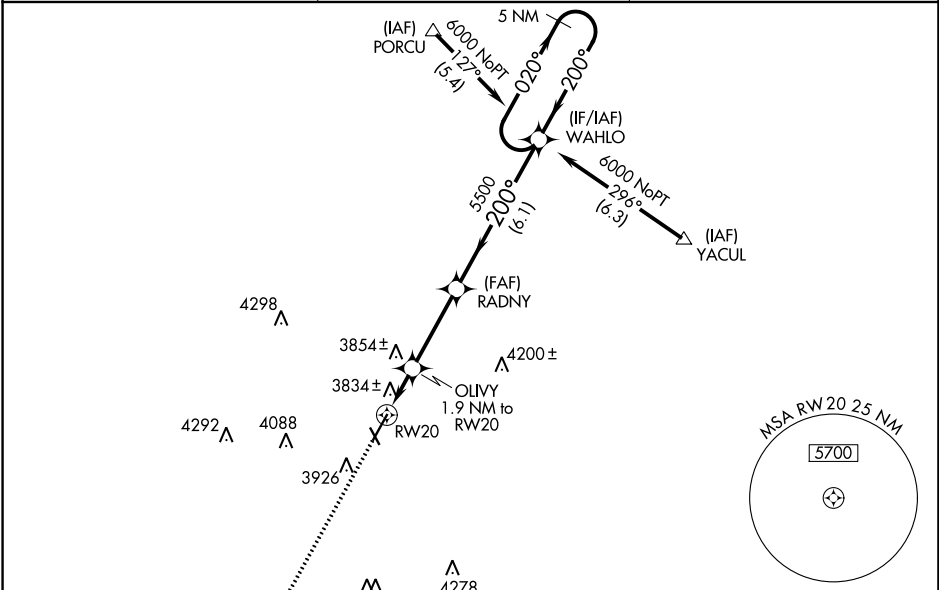 5 NM
(IAF)
PORCU
6000 NoPT
127°
(5.4)
020°
200°
(IF/IAF)
WAHLO
6000 NoPT
296°
(6.3)
(IAF)
YACUL
5500
200°
(6.1)
(FAF)
RADNY
4298
3854±
4200±
3834±
OLIVY
1.9 NM to
RW20
RW20
4292
4088
3926
4278
MSA RW20 25 NM
5700